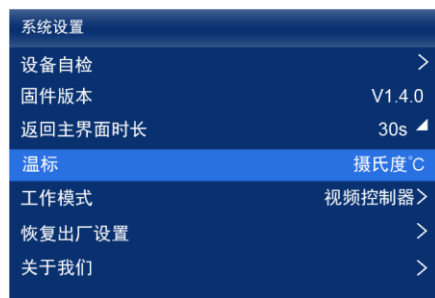 系统设置
设备自检 >
固件版本 V1.4.0
返回主界面时长 30s
温标 摄氏度℃
工作模式 视频控制器>
恢复出厂设置 >
关于我们 >